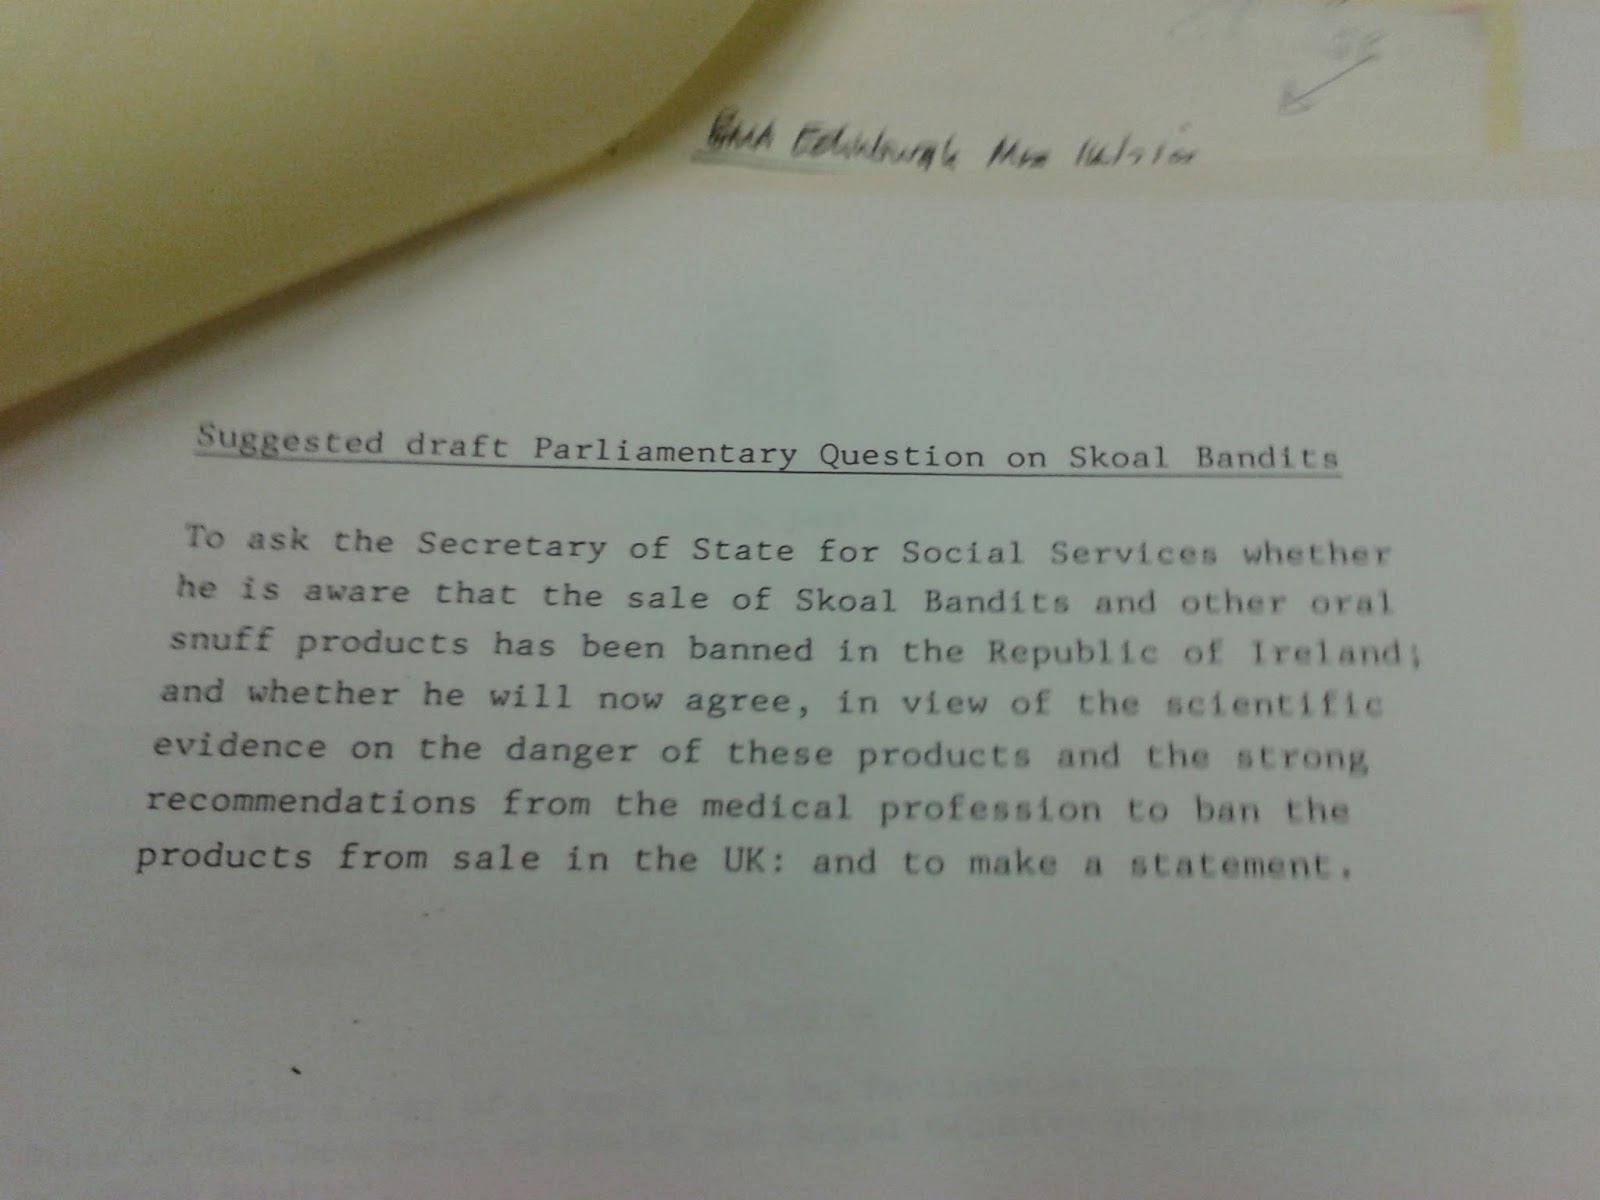 BMA Edinburgh Mrs
Suggested draft Parliamentary Question on Skoal Bandits
To ask the Secretary of State for Social Services whether
he is aware that the sale of Skoal Bandits and other oral
snuff products has been banned in the Republic of Ireland;
and whether he will now agree, in view of the scientific
evidence on the danger of these products and the strong
recommendations from the medical profession to ban the
products from sale in the UK: and to make a statement.